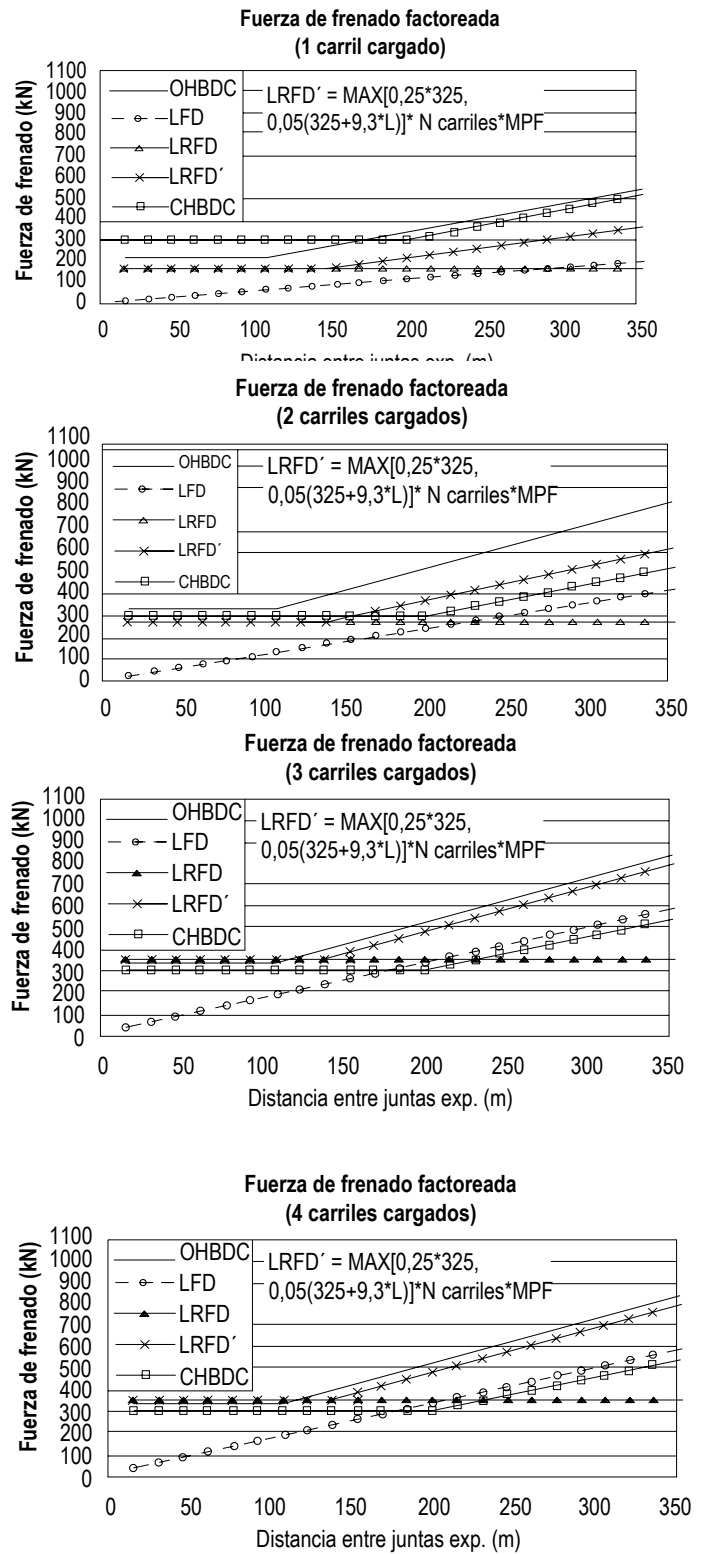 Fuerza de frenado factoreada
(1 carril cargado)
Fuerza de frenado (kN)
1100
1000
900
800
700
600
500
400
300
200
100
0
OHBDC
LFD
LRFD
LRFD´
CHBDC
LRFD´ = MAX[0,25*325,
0,05(325+9,3*L)]* N carriles*MPF
0 50 100 150 200 250 300 350
Distancia entre juntas exp. (m)
Fuerza de frenado factoreada
(2 carriles cargados)
Fuerza de frenado (kN)
1100
1000
900
800
700
600
500
400
300
200
100
0
OHBDC
LFD
LRFD
LRFD´
CHBDC
LRFD´ = MAX[0,25*325,
0,05(325+9,3*L)]* N carriles*MPF
0 50 100 150 200 250 300 350
Fuerza de frenado factoreada
(3 carriles cargados)
Fuerza de frenado (kN)
1100
1000
900
800
700
600
500
400
300
200
100
0
OHBDC
LFD
LRFD
LRFD´
CHBDC
LRFD´ = MAX[0,25*325,
0,05(325+9,3*L)]*N carriles*MPF
0 50 100 150 200 250 300 350
Distancia entre juntas exp. (m)
Fuerza de frenado factoreada
(4 carriles cargados)
Fuerza de frenado (kN)
1100
1000
900
800
700
600
500
400
300
200
100
0
OHBDC
LFD
LRFD
LRFD´
CHBDC
LRFD´ = MAX[0,25*325,
0,05(325+9,3*L)]*N carriles*MPF
0 50 100 150 200 250 300 350
Distancia entre juntas exp. (m)